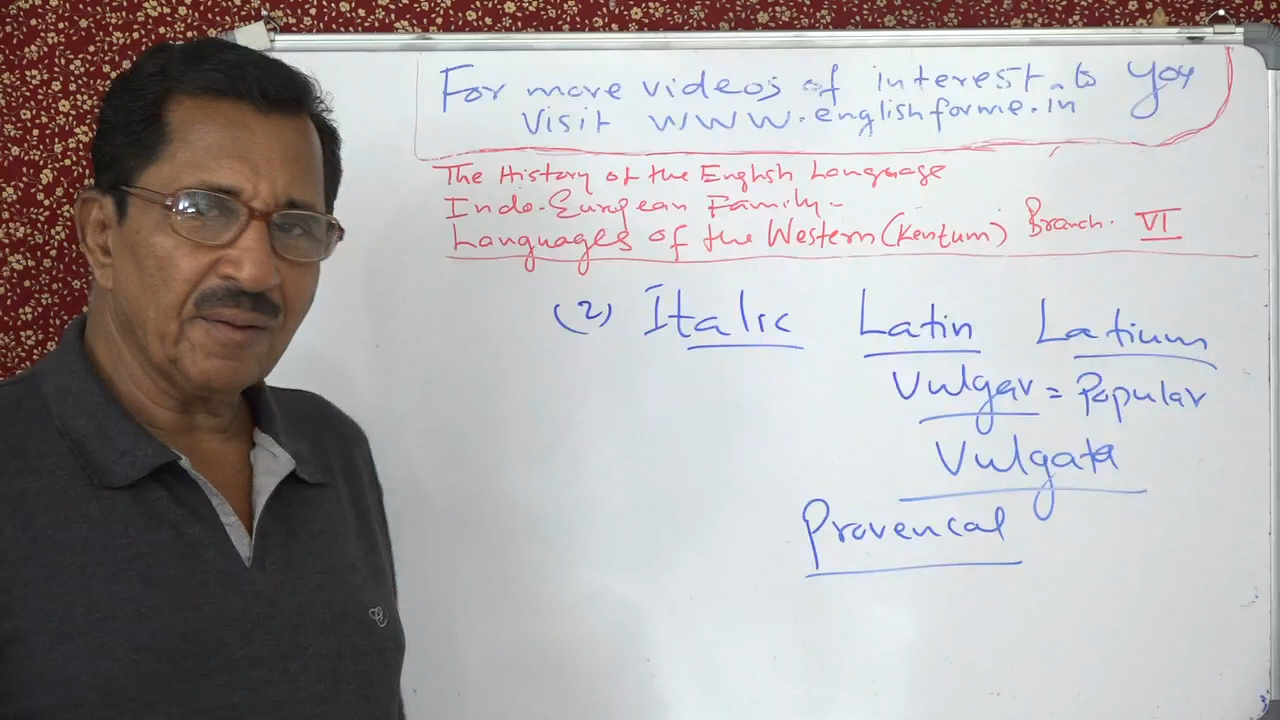 For more videos of interest to you
Visit www.englishforme.in
The History of the English Language
Indo-European Family-
Languages of the Western (Kentum) Branch. VI
(2) Italic Latin Latium
Vulgar = Popular
Vulgata
Provencal